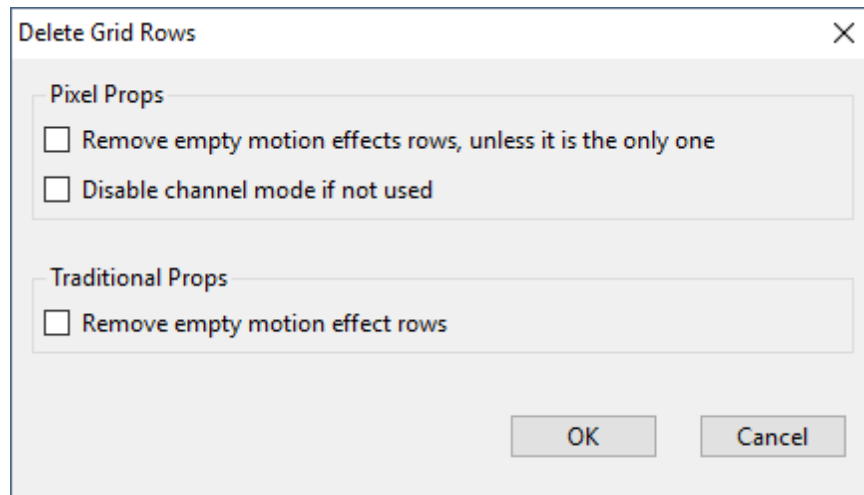 Delete Grid Rows
Pixel Props
Remove empty motion effects rows, unless it is the only one
Disable channel mode if not used
Traditional Props
Remove empty motion effect rows
OK
Cancel